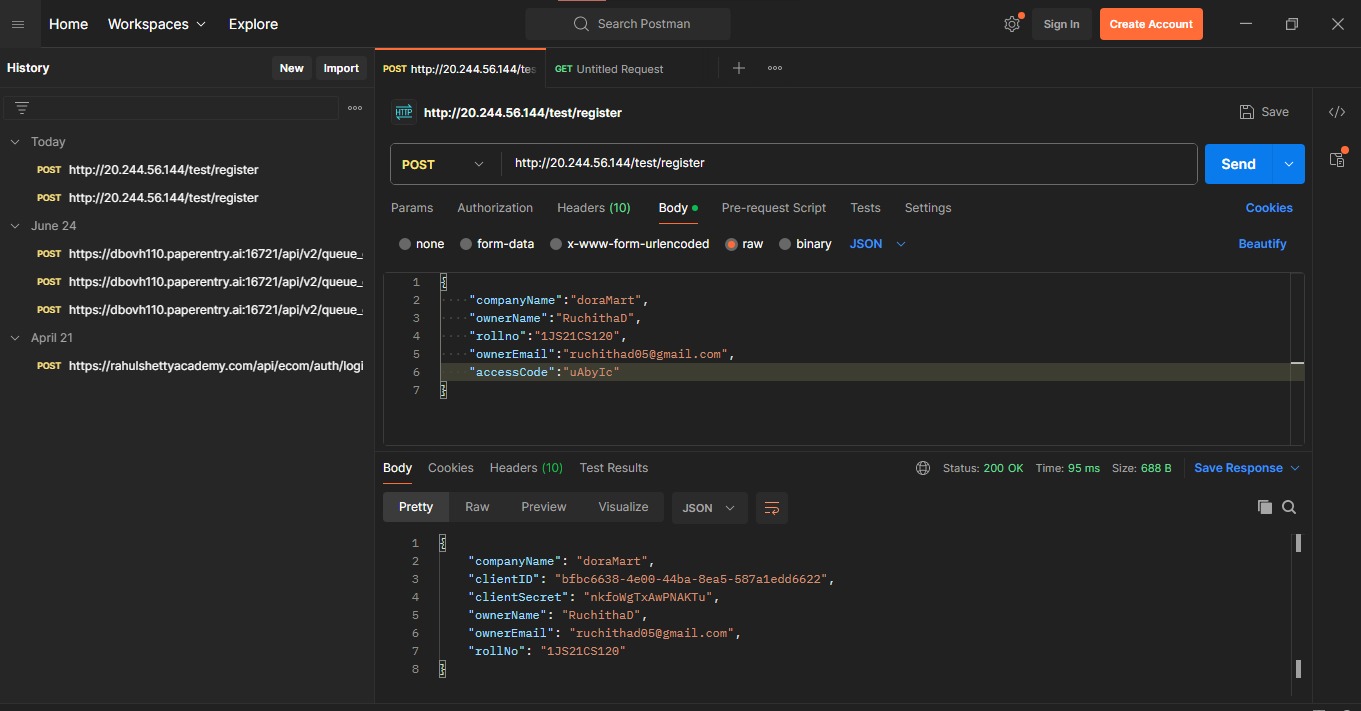 Home Workspaces Explore Search Postman Sign In Create Account
History New Import
POST http://20.244.56.144/tes GET Untitled Request
HTTP http://20.244.56.144/test/register Save
Today
POST http://20.244.56.144/test/register
POST http://20.244.56.144/test/register
June 24
POST https://dbovh110.paperentry.ai:16721/api/v2/queue_
POST https://dbovh110.paperentry.ai:16721/api/v2/queue_
POST https://dbovh110.paperentry.ai:16721/api/v2/queue_
April 21
POST https://rahulshettyacademy.com/api/ecom/auth/logi
POST http://20.244.56.144/test/register Send
Params Authorization Headers (10) Body Pre-request Script Tests Settings Cookies
none form-data x-www-form-urlencoded raw binary JSON Beautify
1 {
2 "companyName":"doraMart",
3 "ownerName":"RuchithaD",
4 "rollno":"1JS21CS120",
5 "ownerEmail":"ruchithad05@gmail.com",
6 "accessCode":"uAbyIc"
7 }
Body Cookies Headers (10) Test Results Status: 200 OK Time: 95 ms Size: 688 B Save Response
Pretty Raw Preview Visualize JSON
1 {
2 "companyName": "doraMart",
3 "clientID": "bfbc6638-4e00-44ba-8ea5-587a1edd6622",
4 "clientSecret": "nkfoWgTxAwPNAKTu",
5 "ownerName": "RuchithaD",
6 "ownerEmail": "ruchithad05@gmail.com",
7 "rollNo": "1JS21CS120"
8 }